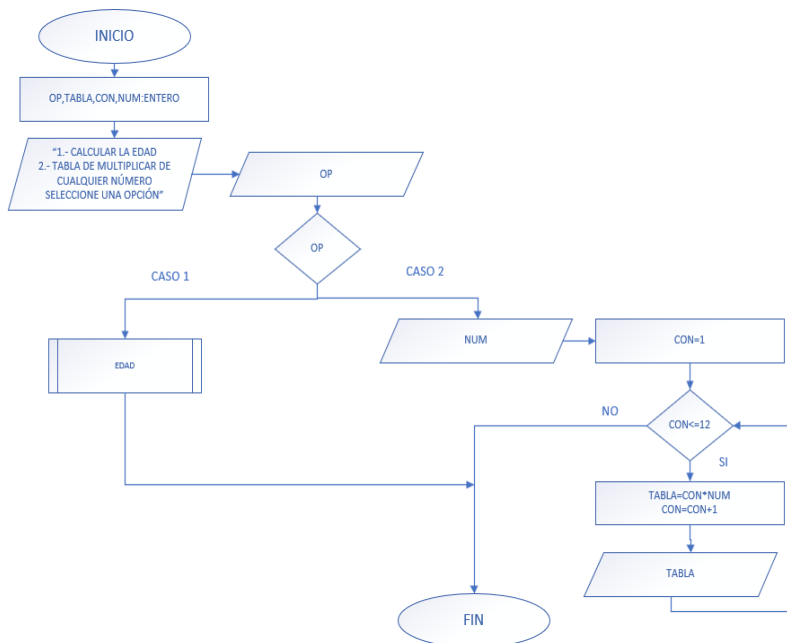 INICIO
OP,TABLA,CON,NUM:ENTERO
"1.- CALCULAR LA EDAD
2.- TABLA DE MULTIPLICAR DE
CUALQUIER NÚMERO
SELECCIONE UNA OPCIÓN"
OP
OP
CASO 1
CASO 2
EDAD
NUM
CON=1
NO
CON<=12
SI
TABLA=CON*NUM
CON=CON+1
TABLA
FIN